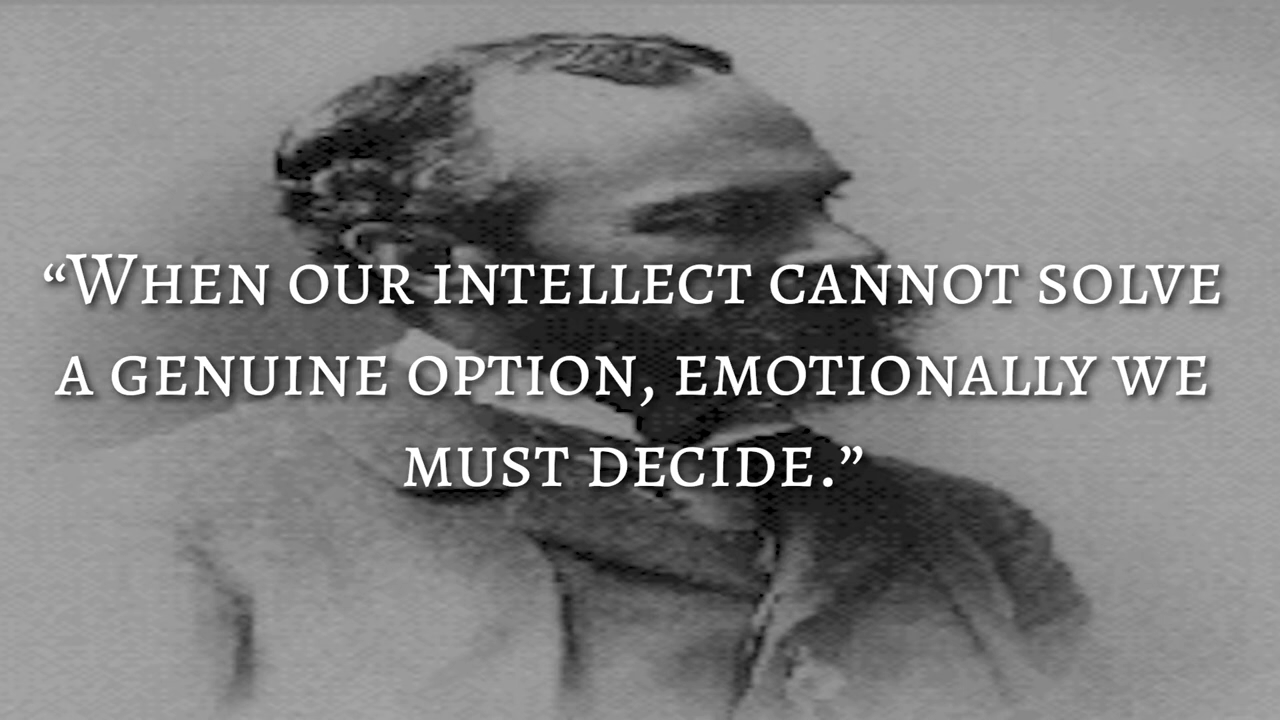 “When our intellect cannot solve
a genuine option, emotionally we
must decide.”